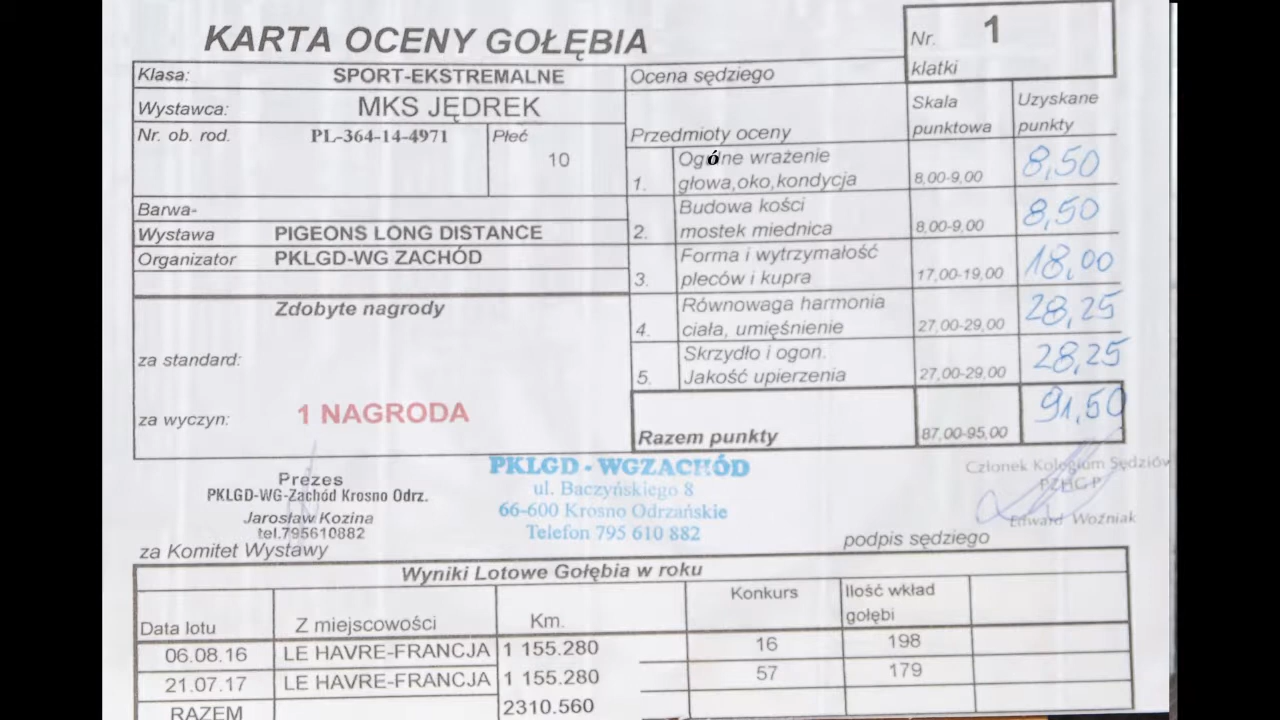 KARTA OCENY GOŁĘBIA
Nr. klatki 1
Klasa: SPORT-EKSTREMALNE
Wystawca: MKS JĘDREK
Nr. ob. rod. PL-364-14-4971 Płeć 10
Barwa-
Wystawa PIGEONS LONG DISTANCE
Organizator PKLGD-WG ZACHÓD
Zdobyte nagrody
za standard:
za wyczyn: 1 NAGRODA
Ocena sędziego
Przedmioty oceny Skala punktowa Uzyskane punkty
1. Ogólne wrażenie
głowa,oko,kondycja 8,00-9,00 8,50
2. Budowa kości
mostek miednica 8,00-9,00 8,50
3. Forma i wytrzymałość
pleców i kupra 17,00-19,00 18,00
4. Równowaga harmonia
ciała, umięśnienie 27,00-29,00 28,25
5. Skrzydło i ogon.
Jakość upierzenia 27,00-29,00 28,25
Razem punkty 87,00-95,00 91,50
Prezes
PKLGD-WG-Zachód Krosno Odrz.
Jarosław Kozina
tel.795610882
za Komitet Wystawy
PKLGD - WGZACHÓD
ul. Baczyńskiego 8
66-600 Krosno Odrzańskie
Telefon 795 610 882
Członek Kolegium Sędziów
PZHGP
Edward Woźniak
podpis sędziego
Wyniki Lotowe Gołębia w roku
Data lotu Z miejscowości Km. Konkurs Ilość wkład gołębi
06.08.16 LE HAVRE-FRANCJA 1 155.280 16 198
21.07.17 LE HAVRE-FRANCJA 1 155.280 57 179
RAZEM 2310.560